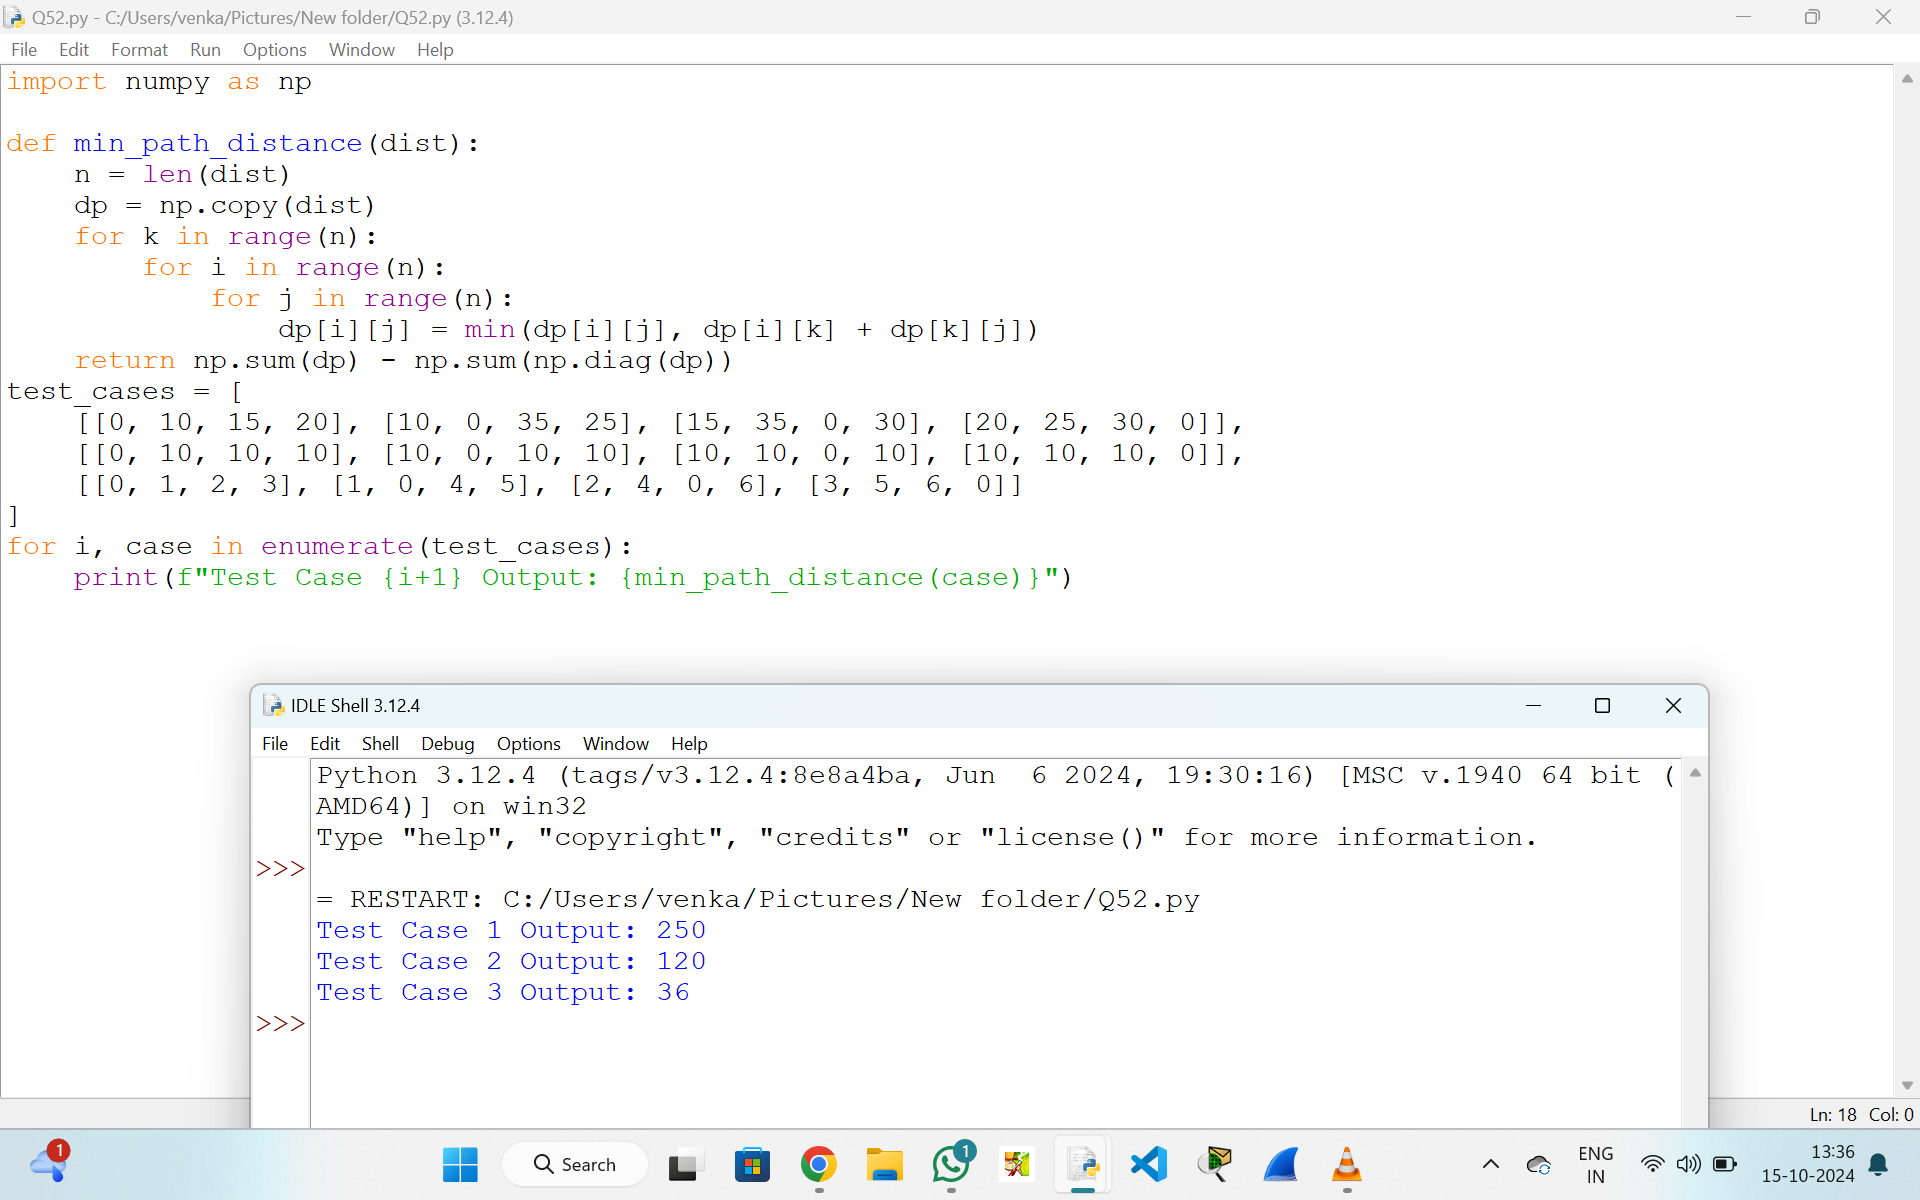 Q52.py - C:/Users/venka/Pictures/New folder/Q52.py (3.12.4)
File Edit Format Run Options Window Help
import numpy as np

def min_path_distance(dist):
    n = len(dist)
    dp = np.copy(dist)
    for k in range(n):
        for i in range(n):
            for j in range(n):
                dp[i][j] = min(dp[i][j], dp[i][k] + dp[k][j])
    return np.sum(dp) - np.sum(np.diag(dp))
test_cases = [
    [[0, 10, 15, 20], [10, 0, 35, 25], [15, 35, 0, 30], [20, 25, 30, 0]],
    [[0, 10, 10, 10], [10, 0, 10, 10], [10, 10, 0, 10], [10, 10, 10, 0]],
    [[0, 1, 2, 3], [1, 0, 4, 5], [2, 4, 0, 6], [3, 5, 6, 0]]
]
for i, case in enumerate(test_cases):
    print(f"Test Case {i+1} Output: {min_path_distance(case)}")
IDLE Shell 3.12.4
File Edit Shell Debug Options Window Help
Python 3.12.4 (tags/v3.12.4:8e8a4ba, Jun  6 2024, 19:30:16) [MSC v.1940 64 bit (
AMD64)] on win32
Type "help", "copyright", "credits" or "license()" for more information.
>>>
= RESTART: C:/Users/venka/Pictures/New folder/Q52.py
Test Case 1 Output: 250
Test Case 2 Output: 120
Test Case 3 Output: 36
>>>
Ln: 18 Col: 0
1
Search
1
ENG
IN
13:36
15-10-2024